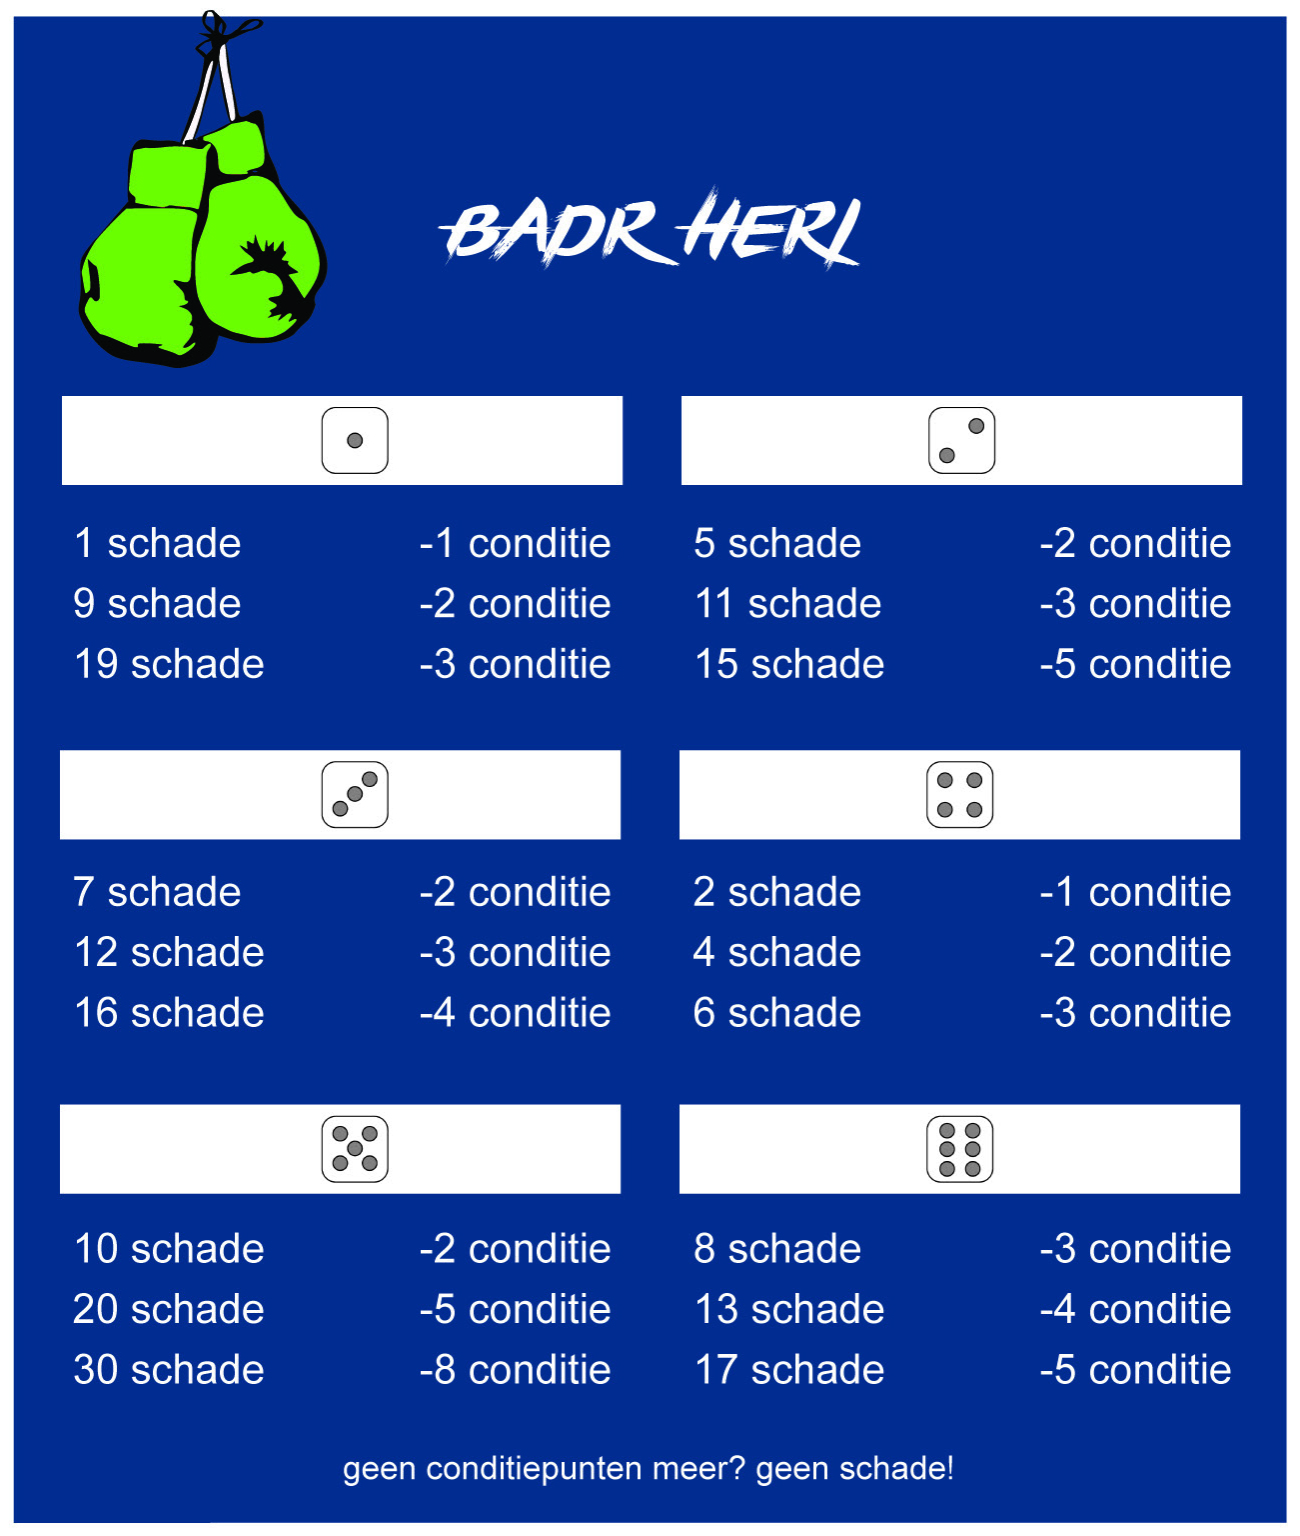 BADR HERI
1 schade -1 conditie
9 schade -2 conditie
19 schade -3 conditie
5 schade -2 conditie
11 schade -3 conditie
15 schade -5 conditie
7 schade -2 conditie
12 schade -3 conditie
16 schade -4 conditie
2 schade -1 conditie
4 schade -2 conditie
6 schade -3 conditie
10 schade -2 conditie
20 schade -5 conditie
30 schade -8 conditie
8 schade -3 conditie
13 schade -4 conditie
17 schade -5 conditie
geen conditiepunten meer? geen schade!